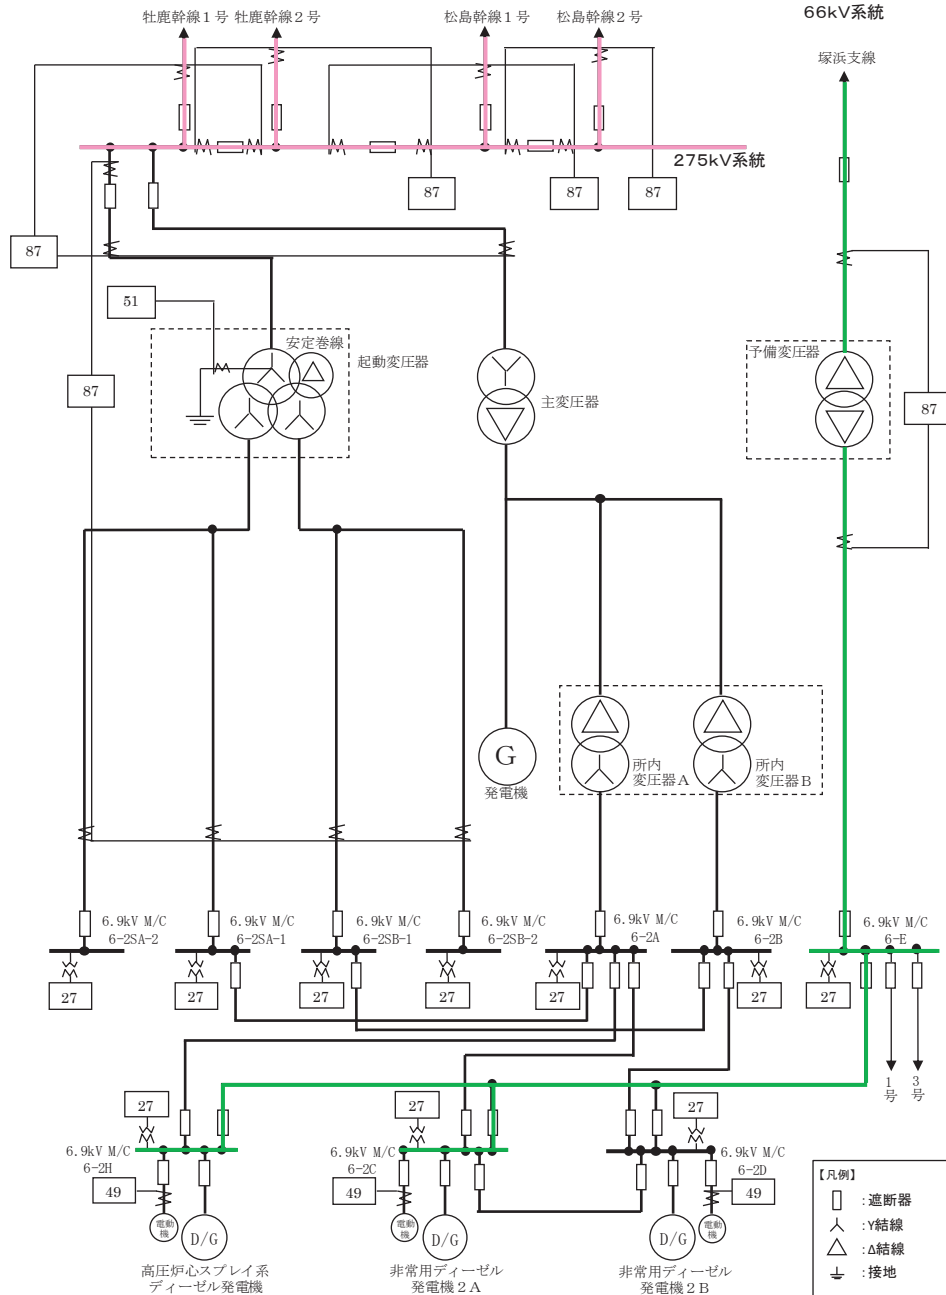 66kV系統
牡鹿幹線1号
牡鹿幹線2号
松島幹線1号
松島幹線2号
塚浜支線
275kV系統
87
87
87
87
51
安定巻線
起動変圧器
予備変圧器
87
主変圧器
87
G
発電機
所内
変圧器A
所内
変圧器B
6.9kV M/C
6-2SA-2
6.9kV M/C
6-2SA-1
6.9kV M/C
6-2SB-1
6.9kV M/C
6-2SB-2
6.9kV M/C
6-2A
6.9kV M/C
6-2B
6.9kV M/C
6-E
27
27
27
27
27
27
27
1号
3号
27
27
27
6.9kV M/C
6-2H
6.9kV M/C
6-2C
6.9kV M/C
6-2D
49
49
49
電動機
D/G
電動機
D/G
D/G
電動機
高圧炉心スプレイ系
ディーゼル発電機
非常用ディーゼル
発電機2A
非常用ディーゼル
発電機2B
【凡例】
:遮断器
:Y結線
:Δ結線
:接地